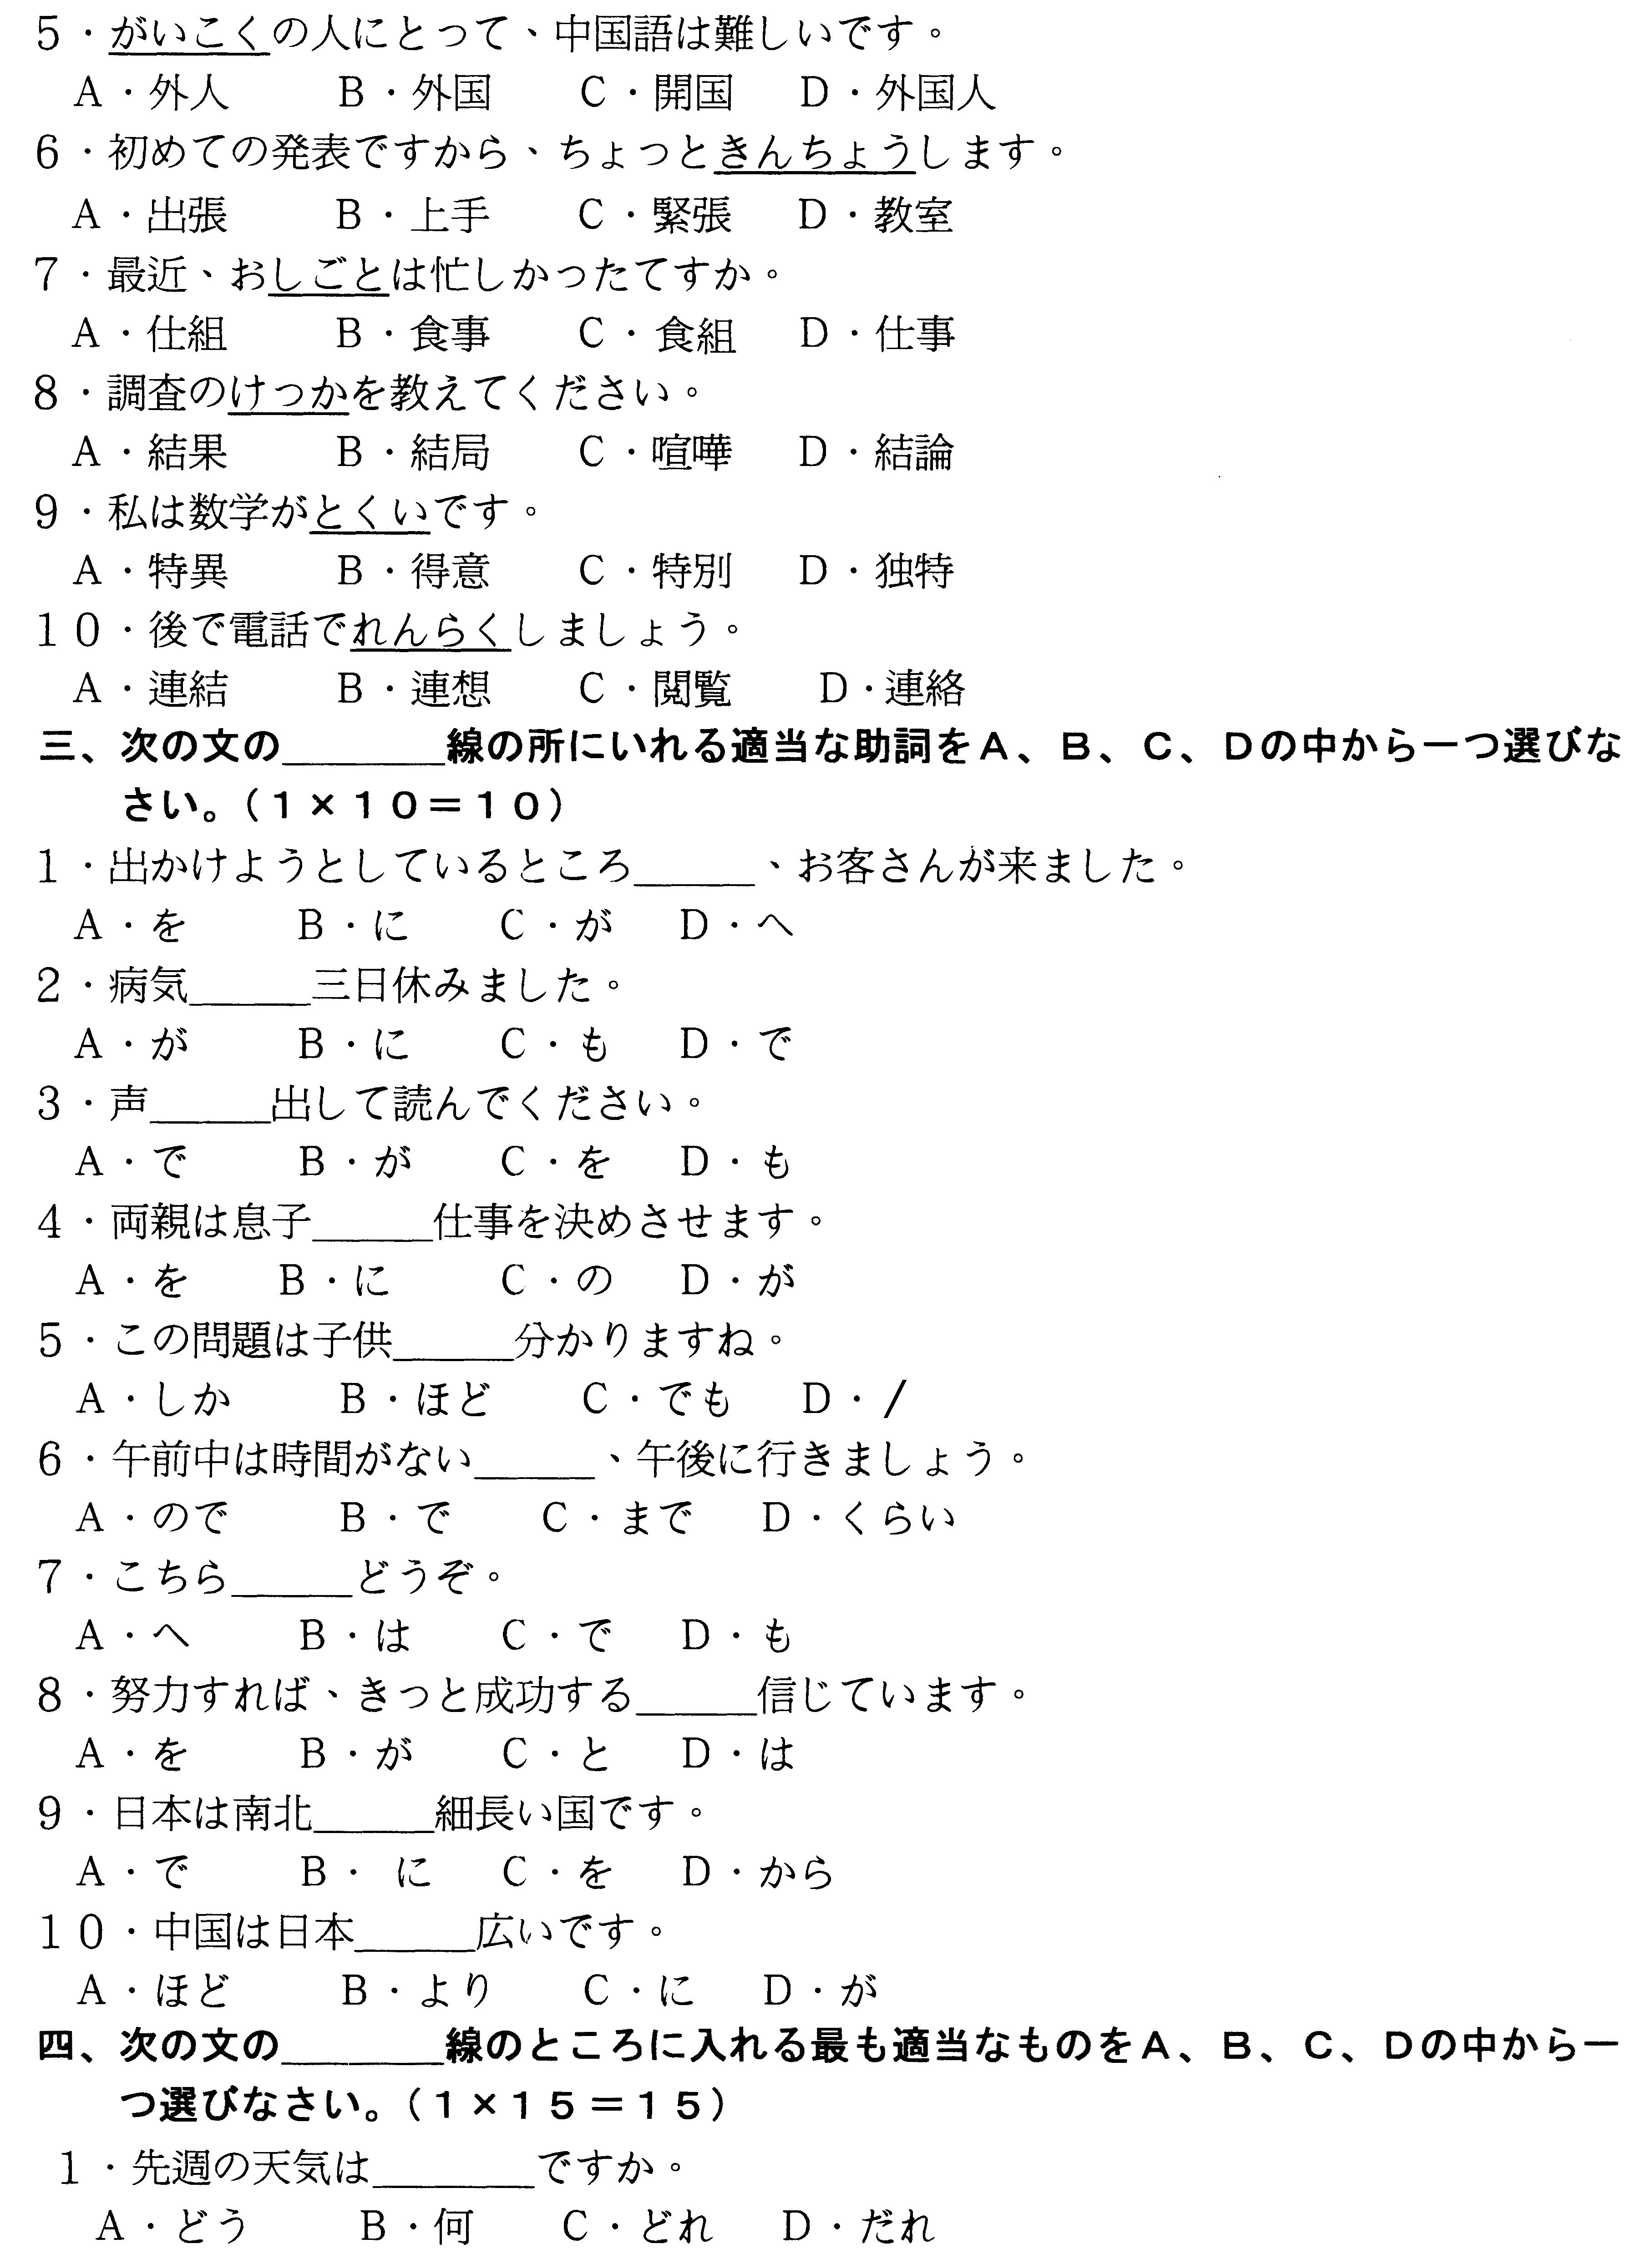 ５・がいこくの人にとって、中国語は難しいです。
Ａ・外人　Ｂ・外国　Ｃ・開国　Ｄ・外国人
６・初めての発表ですから、ちょっときんちょうします。
Ａ・出張　Ｂ・上手　Ｃ・緊張　Ｄ・教室
７・最近、おしごとは忙しかったてすか。
Ａ・仕組　Ｂ・食事　Ｃ・食組　Ｄ・仕事
８・調査のけっかを教えてください。
Ａ・結果　Ｂ・結局　Ｃ・喧嘩　Ｄ・結論
９・私は数学がとくいです。
Ａ・特異　Ｂ・得意　Ｃ・特別　Ｄ・独特
１０・後で電話でれんらくしましょう。
Ａ・連結　Ｂ・連想　Ｃ・閲覧　Ｄ・連絡
三、次の文の＿＿＿＿線の所にいれる適当な助詞をＡ、Ｂ、Ｃ、Ｄの中から一つ選びな
さい。（１×１０＝１０）
１・出かけようとしているところ＿＿＿、お客さんが来ました。
Ａ・を　Ｂ・に　Ｃ・が　Ｄ・へ
２・病気＿＿＿三日休みました。
Ａ・が　Ｂ・に　Ｃ・も　Ｄ・で
３・声＿＿＿出して読んでください。
Ａ・で　Ｂ・が　Ｃ・を　Ｄ・も
４・両親は息子＿＿＿仕事を決めさせます。
Ａ・を　Ｂ・に　Ｃ・の　Ｄ・が
５・この問題は子供＿＿＿分かりますね。
Ａ・しか　Ｂ・ほど　Ｃ・でも　Ｄ・／
６・午前中は時間がない＿＿＿、午後に行きましょう。
Ａ・ので　Ｂ・で　Ｃ・まで　Ｄ・くらい
７・こちら＿＿＿どうぞ。
Ａ・へ　Ｂ・は　Ｃ・で　Ｄ・も
８・努力すれば、きっと成功する＿＿＿信じています。
Ａ・を　Ｂ・が　Ｃ・と　Ｄ・は
９・日本は南北＿＿＿細長い国です。
Ａ・で　Ｂ・に　Ｃ・を　Ｄ・から
１０・中国は日本＿＿＿広いです。
Ａ・ほど　Ｂ・より　Ｃ・に　Ｄ・が
四、次の文の＿＿＿＿線のところに入れる最も適当なものをＡ、Ｂ、Ｃ、Ｄの中から一
つ選びなさい。（１×１５＝１５）
１・先週の天気は＿＿＿＿ですか。
Ａ・どう　Ｂ・何　Ｃ・どれ　Ｄ・だれ